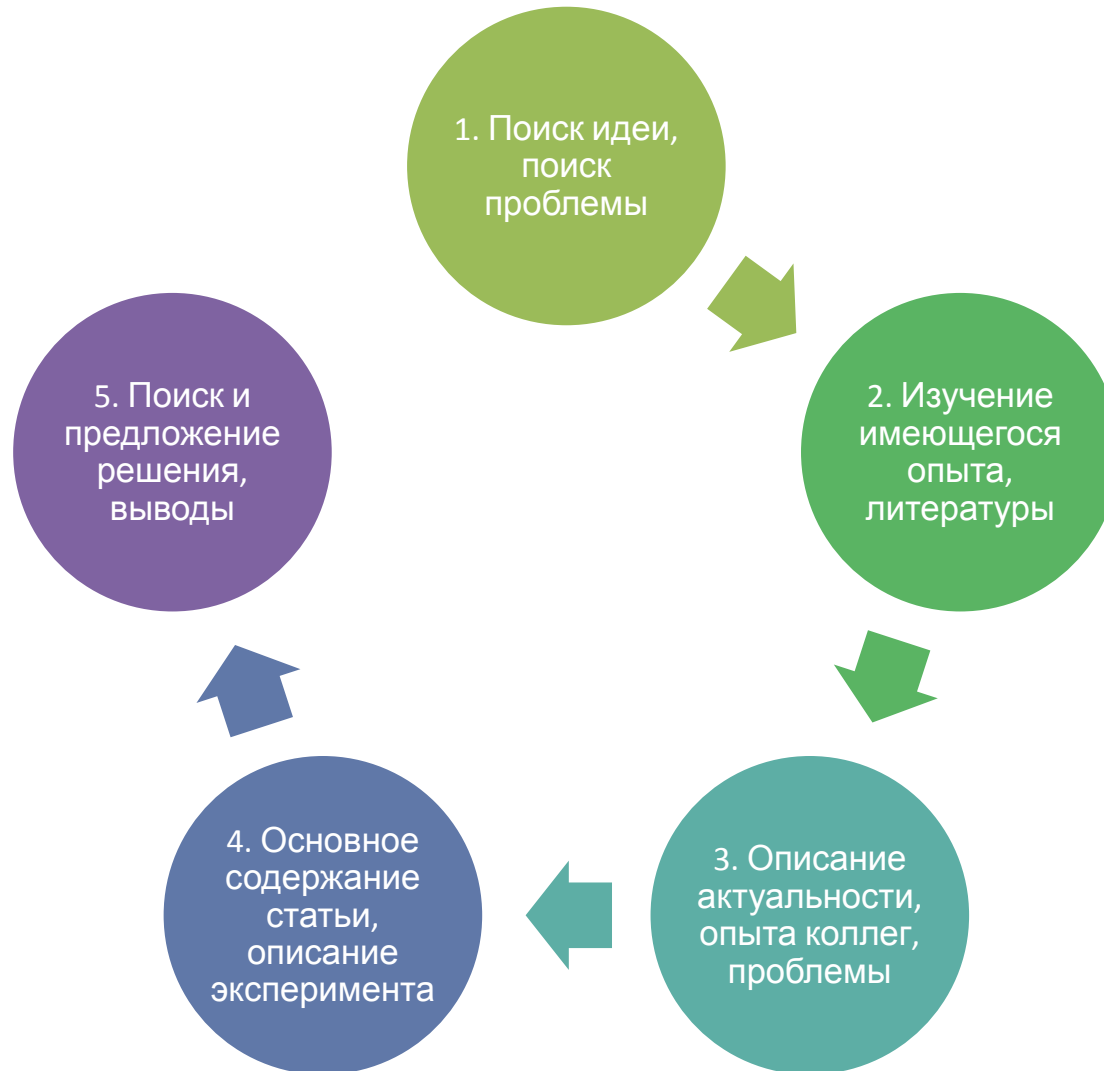 1. Поиск идеи,
поиск
проблемы
2. Изучение
имеющегося
опыта,
литературы
3. Описание
актуальности,
опыта коллег,
проблемы
4. Основное
содержание
статьи,
описание
эксперимента
5. Поиск и
предложение
решения,
выводы